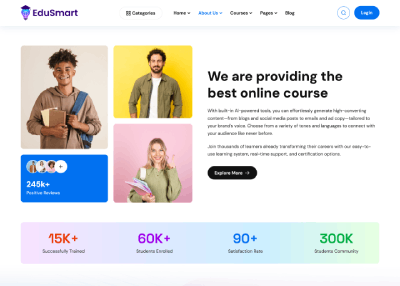 EduSmart
Categories
Home
About Us
Courses
Pages
Blog
Login
We are providing the
best online course
With built-in AI-powered tools, you can effortlessly generate high-converting
content—from blogs and social media posts to emails and ad copy—tailored to
your brand's voice. Choose from a variety of tones and languages to connect with
your audience like never before.
Join thousands of learners already transforming their careers with our easy-to-
use learning system, real-time support, and certification options.
Explore More
245k+
Positive Reviews
15K+
60K+
90+
300K
Successfully Trained
Students Enrolled
Satisfaction Rate
Students Community